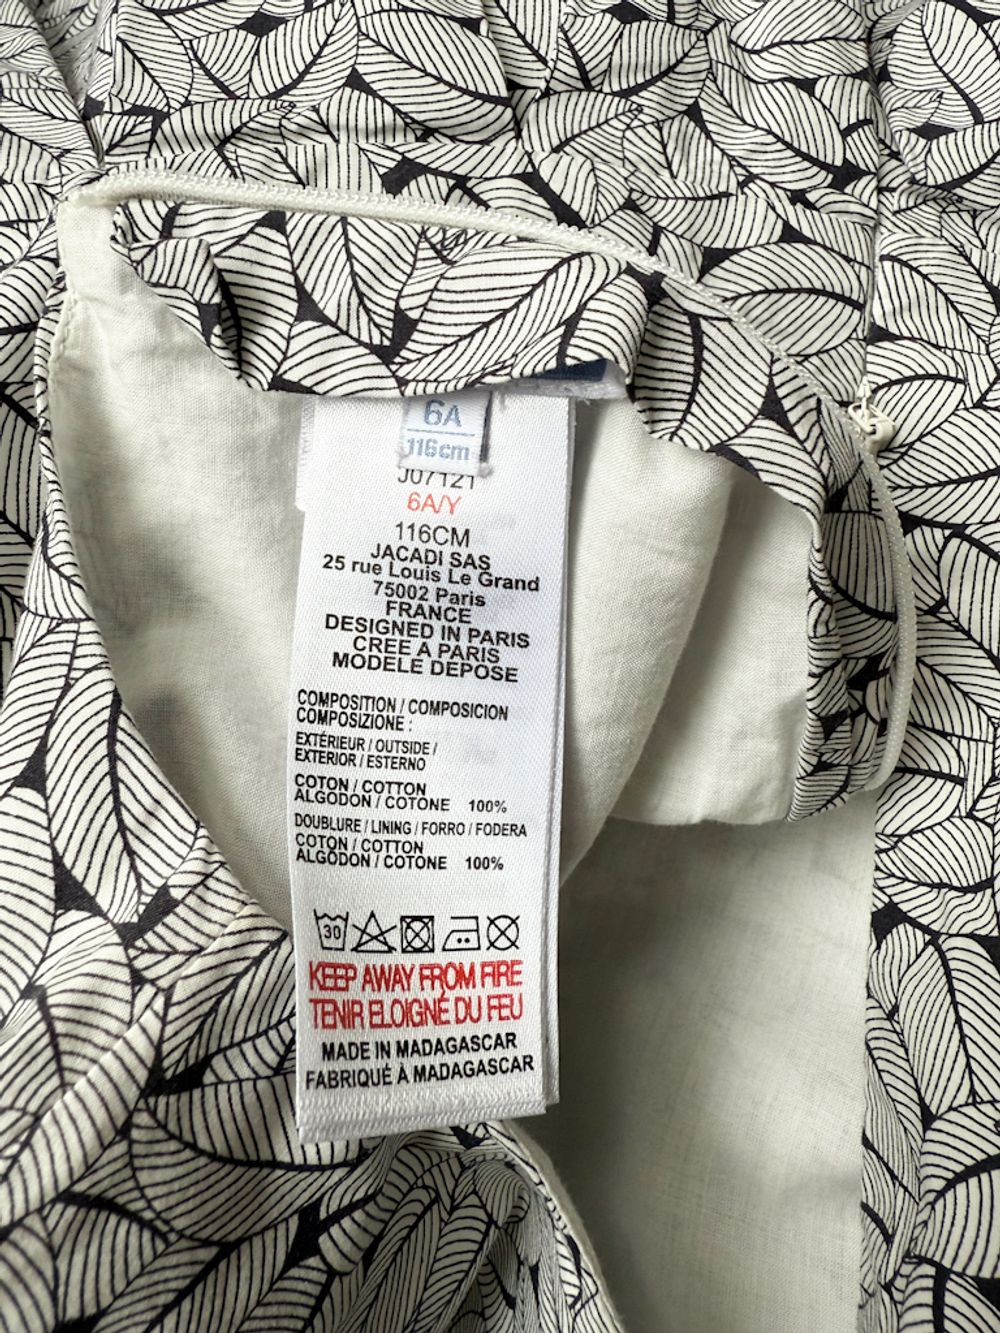 6A
116cm
J07121
6A/Y
116CM
JACADI SAS
25 rue Louis Le Grand
75002 Paris
FRANCE
DESIGNED IN PARIS
CREE A PARIS
MODELE DEPOSE
COMPOSITION / COMPOSICION
COMPOSIZIONE :
EXTÉRIEUR / OUTSIDE /
EXTERIOR / ESTERNO
COTON / COTTON
ALGODON / COTONE 100%
DOUBLURE / LINING / FORRO / FODERA
COTON / COTTON
ALGODON / COTONE 100%
30
KEEP AWAY FROM FIRE
TENIR ELOIGNÉ DU FEU
MADE IN MADAGASCAR
FABRIQUÉ À MADAGASCAR